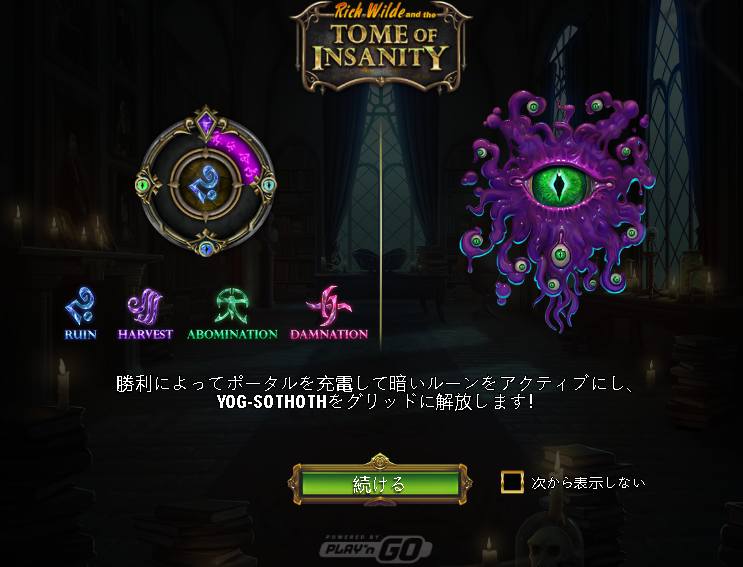 Rich Wilde and the
TOME OF
INSANITY
RUIN HARVEST ABOMINATION DAMNATION
勝利によってポータルを充電して暗いルーンをアクティブにし、
YOG-SOTHOTHをグリッドに解放します!
続ける
次から表示しない
POWERED BY
PLAY'n GO